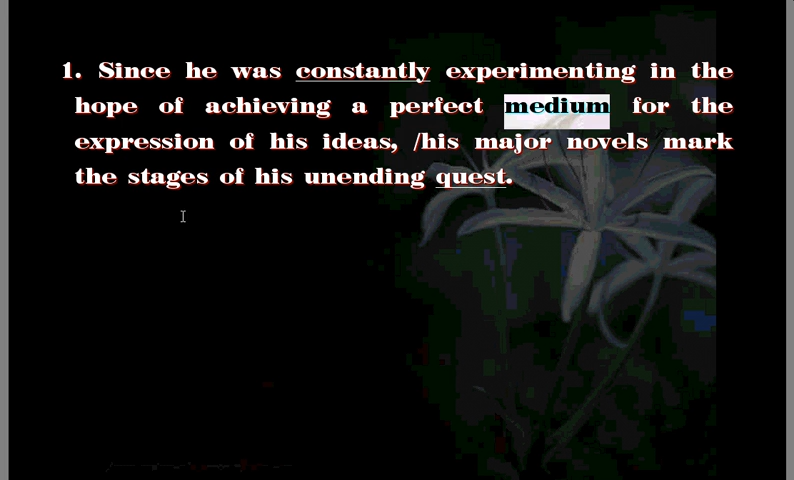 1. Since he was constantly experimenting in the
hope of achieving a perfect medium for the
expression of his ideas, /his major novels mark
the stages of his unending quest.